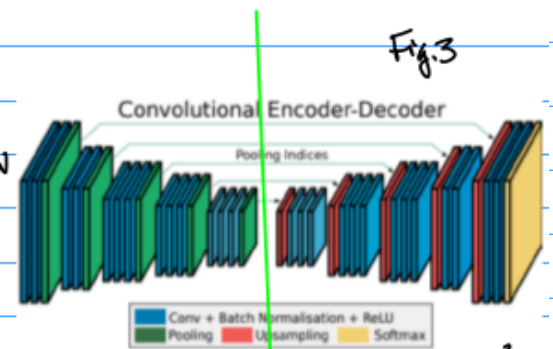 Fig.3
Convolutional Encoder-Decoder
Pooling Indices
Conv + Batch Normalisation + ReLU
Pooling Upsampling Softmax